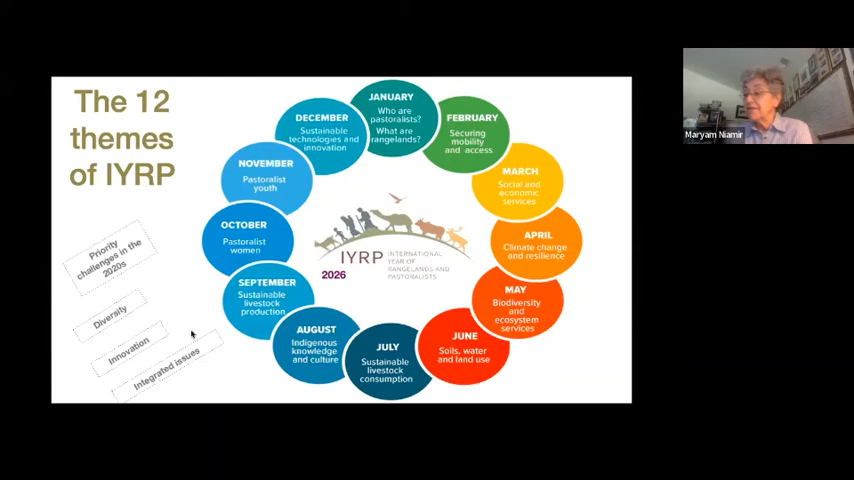 The 12
themes
of IYRP
Priority
challenges in the
2020s
Diversity
Innovation
Integrated issues
JANUARY
Who are
pastoralists?
What are
rangelands?
FEBRUARY
Securing
mobility
and access
MARCH
Social and
economic
services
APRIL
Climate change
and resilience
MAY
Biodiversity
and
ecosystem
services
JUNE
Soils, water
and land use
JULY
Sustainable
livestock
consumption
AUGUST
Indigenous
knowledge
and culture
SEPTEMBER
Sustainable
livestock
production
OCTOBER
Pastoralist
women
NOVEMBER
Pastoralist
youth
DECEMBER
Sustainable
technologies and
innovation
IYRP
2026
INTERNATIONAL
YEAR OF
RANGELANDS AND
PASTORALISTS
Maryam Niamir